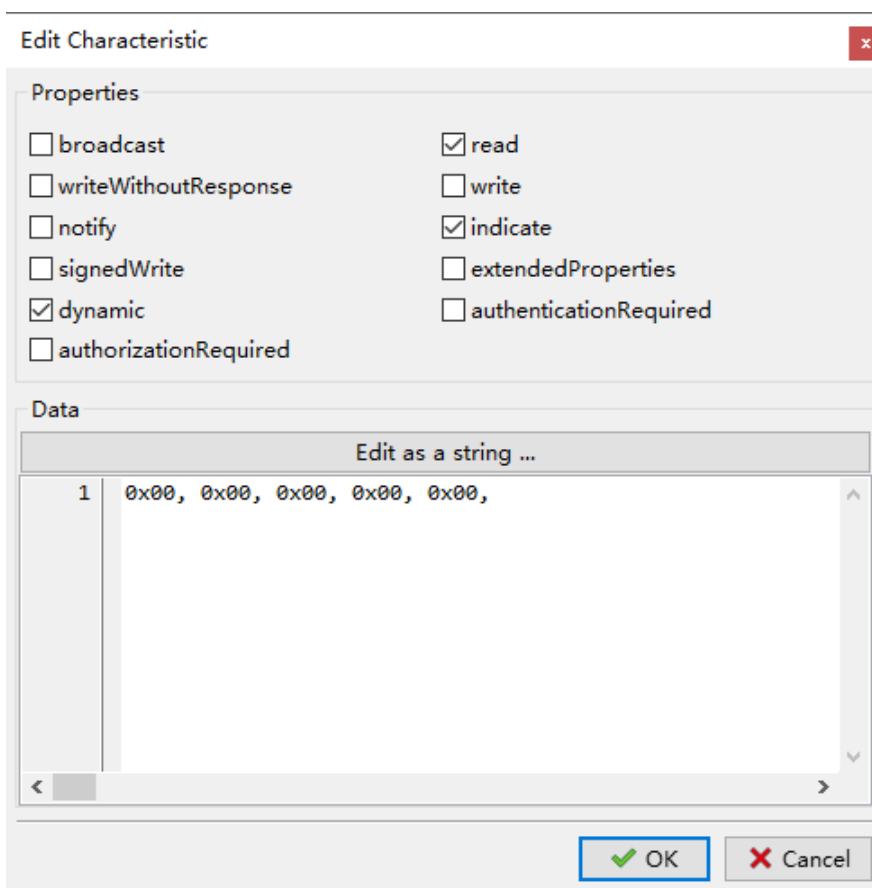 Edit Characteristic
x
Properties
broadcast
read
writeWithoutResponse
write
notify
indicate
signedWrite
extendedProperties
dynamic
authenticationRequired
authorizationRequired
Data
Edit as a string ...
1 0x00, 0x00, 0x00, 0x00, 0x00,
OK
Cancel